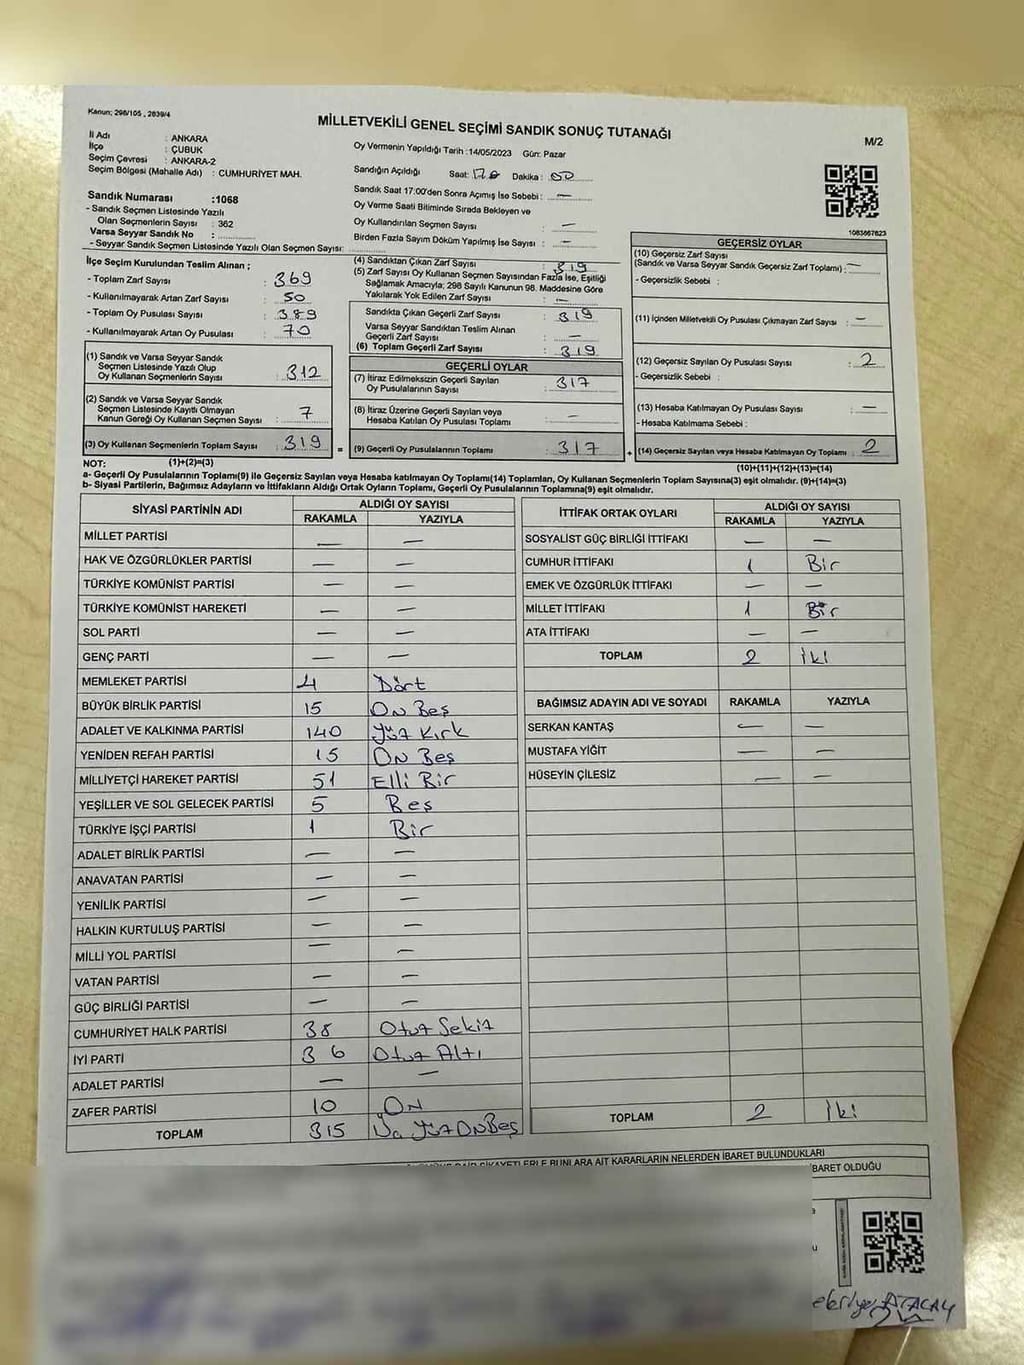 Kanun; 298/105 , 2839/4
MİLLETVEKİLİ GENEL SEÇİMİ SANDIK SONUÇ TUTANAĞI
M/2
İl Adı : ANKARA
İlçe : ÇUBUK
Seçim Çevresi : ANKARA-2
Seçim Bölgesi (Mahalle Adı) : CUMHURİYET MAH.
Sandık Numarası :1068
- Sandık Seçmen Listesinde Yazılı
Olan Seçmenlerin Sayısı : 362
Varsa Seyyar Sandık No :
- Seyyar Sandık Seçmen Listesinde Yazılı Olan Seçmen Sayısı:
Oy Vermenin Yapıldığı Tarih :14/05/2023 Gün: Pazar
Sandığın Açıldığı Saat: 17 Dakika : 00
Sandık Saat 17:00'den Sonra Açımış İse Sebebi : —
Oy Verme Saati Bitiminde Sırada Bekleyen ve
Oy Kullandırılan Seçmen Sayısı : —
Birden Fazla Sayım Döküm Yapılmış İse Sayısı : —
1083667623
İlçe Seçim Kurulundan Teslim Alınan ;
- Toplam Zarf Sayısı : 369
- Kullanılmayarak Artan Zarf Sayısı : 50
- Toplam Oy Pusulası Sayısı : 389
- Kullanılmayarak Artan Oy Pusulası : 70
(1) Sandık ve Varsa Seyyar Sandık
Seçmen Listesinde Yazılı Olup
Oy Kullanan Seçmenlerin Sayısı : 312
(2) Sandık ve Varsa Seyyar Sandık
Seçmen Listesinde Kayıtlı Olmayan
Kanun Gereği Oy Kullanan Seçmen Sayısı : 7
(3) Oy Kullanan Seçmenlerin Toplam Sayısı : 319
(1)+(2)=(3)
(4) Sandıktan Çıkan Zarf Sayısı : 319
(5) Zarf Sayısı Oy Kullanan Seçmen Sayısından Fazla İse, Eşitliği
Sağlamak Amacıyla; 298 Sayılı Kanunun 98. Maddesine Göre
Yakılarak Yok Edilen Zarf Sayısı : —
Sandıkta Çıkan Geçerli Zarf Sayısı : 319
Varsa Seyyar Sandıktan Teslim Alınan
Geçerli Zarf Sayısı : —
(6) Toplam Geçerli Zarf Sayısı : 319
GEÇERLİ OYLAR
(7) İtiraz Edilmeksizin Geçerli Sayılan
Oy Pusulalarının Sayısı : 317
(8) İtiraz Üzerine Geçerli Sayılan veya
Hesaba Katılan Oy Pusulası Toplamı : —
= (9) Geçerli Oy Pusulalarının Toplamı : 317
GEÇERSİZ OYLAR
(10) Geçersiz Zarf Sayısı
(Sandık ve Varsa Seyyar Sandık Geçersiz Zarf Toplamı) : —
- Geçersizlik Sebebi :
(11) İçinden Milletvekili Oy Pusulası Çıkmayan Zarf Sayısı : —
(12) Geçersiz Sayılan Oy Pusulası Sayısı : 2
- Geçersizlik Sebebi :
(13) Hesaba Katılmayan Oy Pusulası Sayısı : —
- Hesaba Katılmama Sebebi :
+ (14) Geçersiz Sayılan veya Hesaba Katılmayan Oy Toplamı : 2
(10)+(11)+(12)+(13)=(14)
NOT:
a- Geçerli Oy Pusulalarının Toplamı(9) ile Geçersiz Sayılan veya Hesaba katılmayan Oy Toplamı(14) Toplamları, Oy Kullanan Seçmenlerin Toplam Sayısına(3) eşit olmalıdır. (9)+(14)=(3)
b- Siyasi Partilerin, Bağımsız Adayların ve İttifakların Aldığı Ortak Oyların Toplamı, Geçerli Oy Pusulalarının Toplamına(9) eşit olmalıdır.
SİYASİ PARTİNİN ADI ALDIĞI OY SAYISI
RAKAMLA YAZIYLA
MİLLET PARTİSİ — —
HAK VE ÖZGÜRLÜKLER PARTİSİ — —
TÜRKİYE KOMÜNİST PARTİSİ — —
TÜRKİYE KOMÜNİST HAREKETİ — —
SOL PARTİ — —
GENÇ PARTİ — —
MEMLEKET PARTİSİ 4 Dört
BÜYÜK BİRLİK PARTİSİ 15 On Beş
ADALET VE KALKINMA PARTİSİ 140 Yüz Kırk
YENİDEN REFAH PARTİSİ 15 On Beş
MİLLİYETÇİ HAREKET PARTİSİ 51 Elli Bir
YEŞİLLER VE SOL GELECEK PARTİSİ 5 Beş
TÜRKİYE İŞÇİ PARTİSİ 1 Bir
ADALET BİRLİK PARTİSİ — —
ANAVATAN PARTİSİ — —
YENİLİK PARTİSİ — —
HALKIN KURTULUŞ PARTİSİ — —
MİLLİ YOL PARTİSİ — —
VATAN PARTİSİ — —
GÜÇ BİRLİĞİ PARTİSİ — —
CUMHURİYET HALK PARTİSİ 38 Otuz Sekiz
İYİ PARTİ 36 Otuz Altı
ADALET PARTİSİ — —
ZAFER PARTİSİ 10 On
TOPLAM 315 Üç Yüz On Beş
İTTİFAK ORTAK OYLARI ALDIĞI OY SAYISI
RAKAMLA YAZIYLA
SOSYALİST GÜÇ BİRLİĞİ İTTİFAKI — —
CUMHUR İTTİFAKI 1 Bir
EMEK VE ÖZGÜRLÜK İTTİFAKI — —
MİLLET İTTİFAKI 1 Bir
ATA İTTİFAKI — —
TOPLAM 2 İki
BAĞIMSIZ ADAYIN ADI VE SOYADI RAKAMLA YAZIYLA
SERKAN KANTAŞ — —
MUSTAFA YİĞİT — —
HÜSEYİN ÇİLESİZ — —
TOPLAM 2 İki
BUNLARA AİT KARARLARIN NELERDEN İBARET BULUNDUKLARI
İBARET OLDUĞU
ATACAY